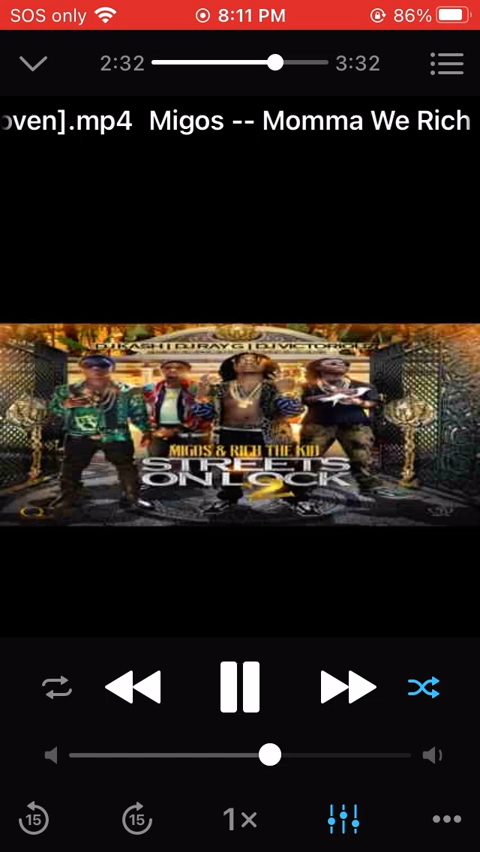 SOS only 8:11 PM 86%
2:32 3:32
oven].mp4 Migos -- Momma We Rich
DJ KASH | DJ RAY G | DJ VICTORIOUZ
MIGOS & RICH THE KID
STREETS
ON LOCK
2
15 15 1×